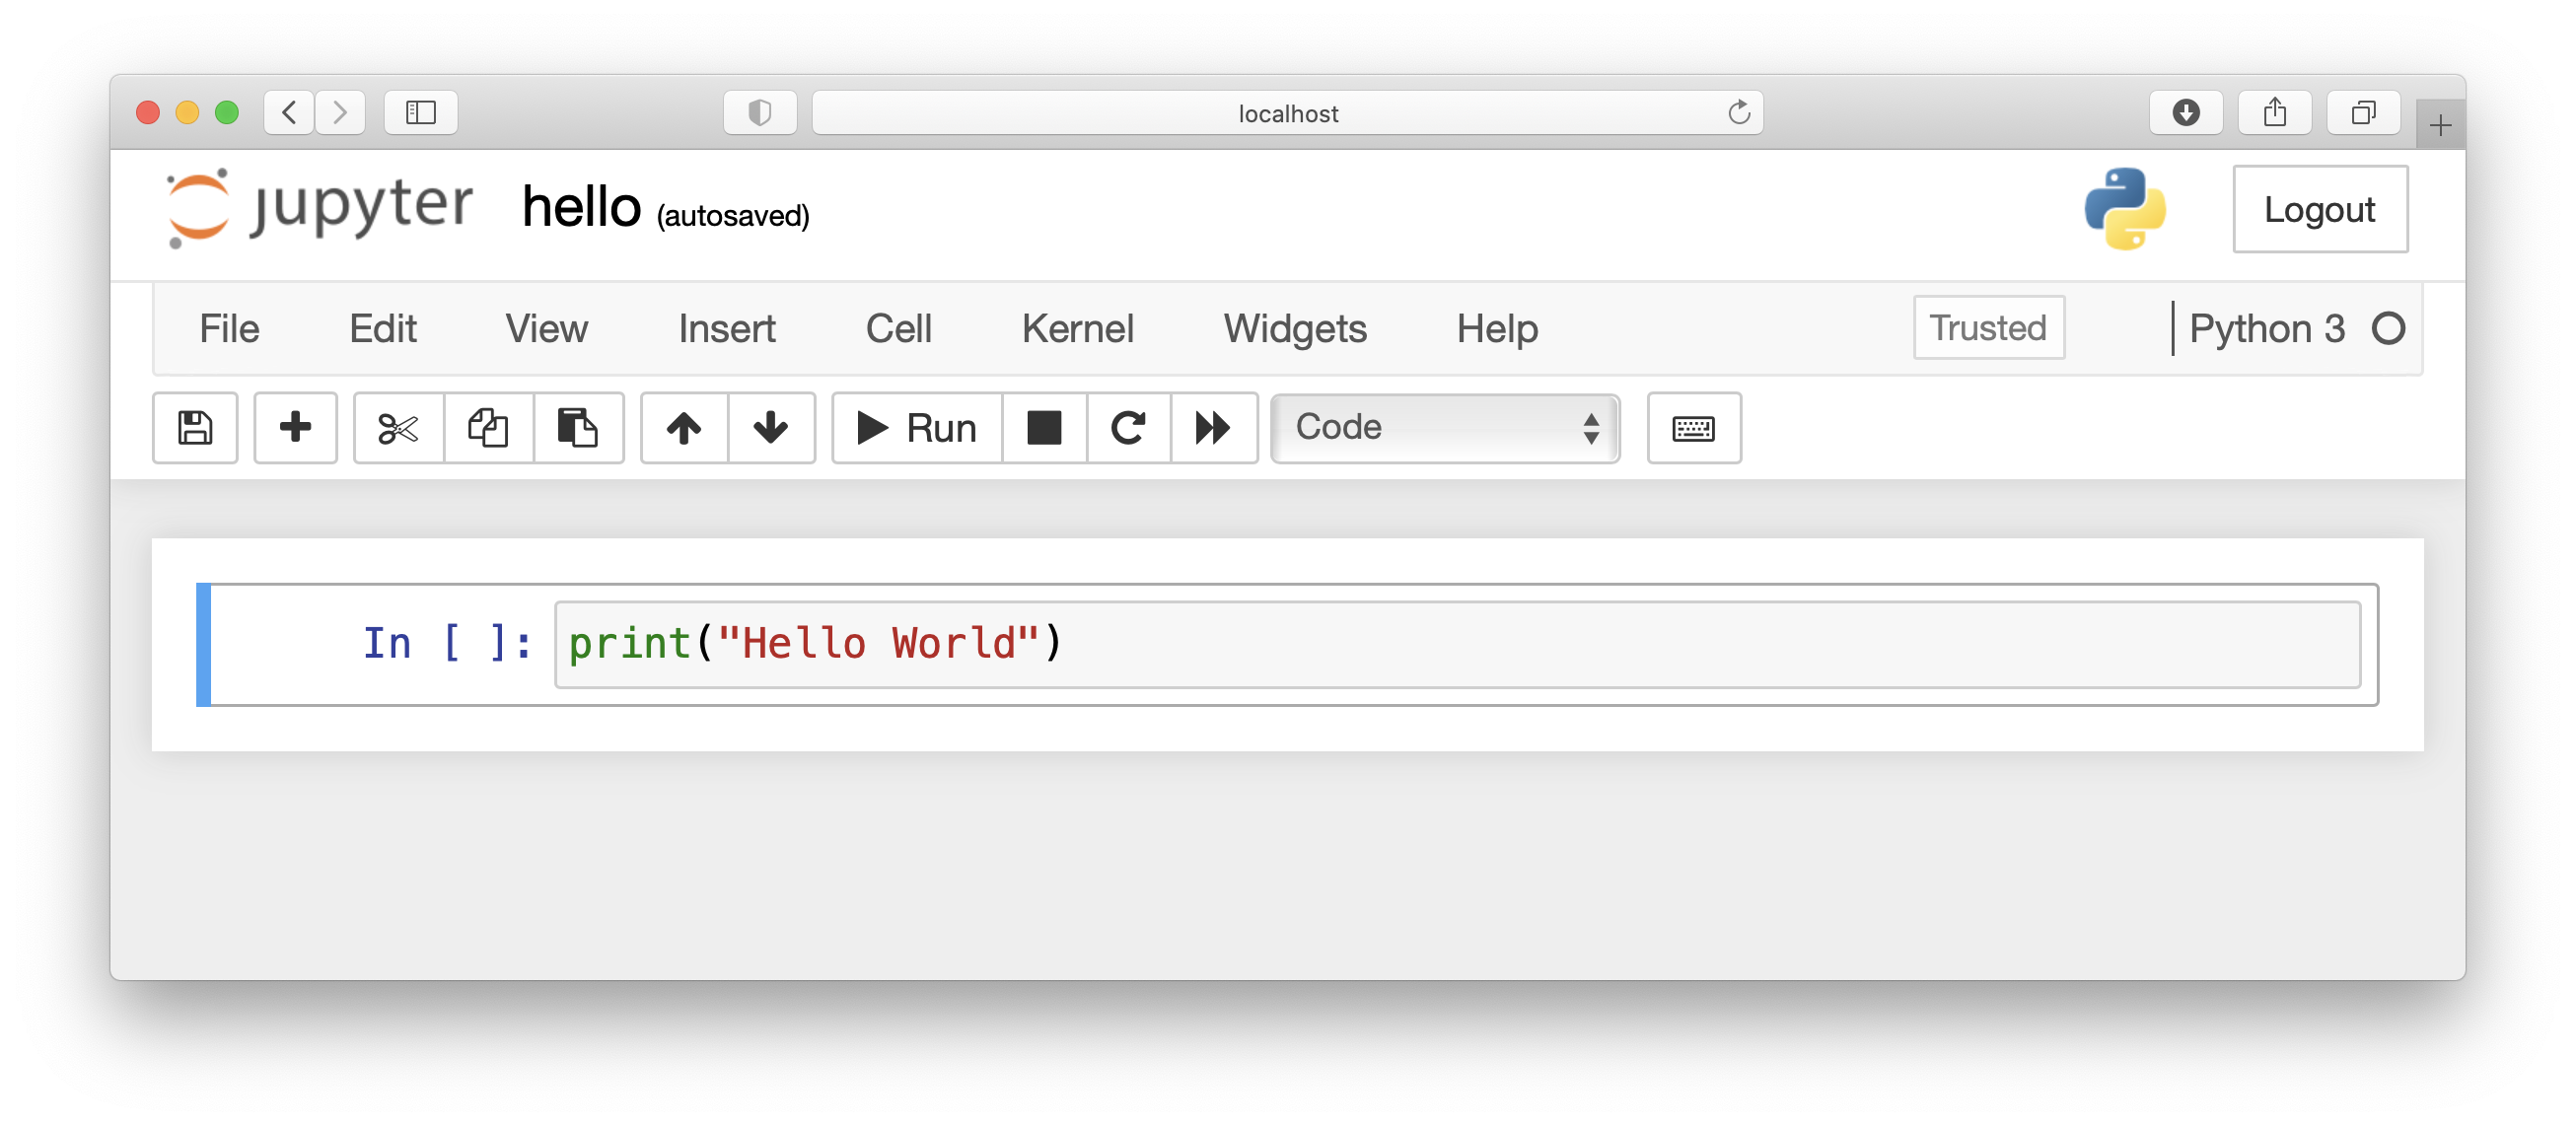 localhost
jupyter hello (autosaved) Logout
File Edit View Insert Cell Kernel Widgets Help Trusted Python 3
Run Code
In [ ]: print("Hello World")